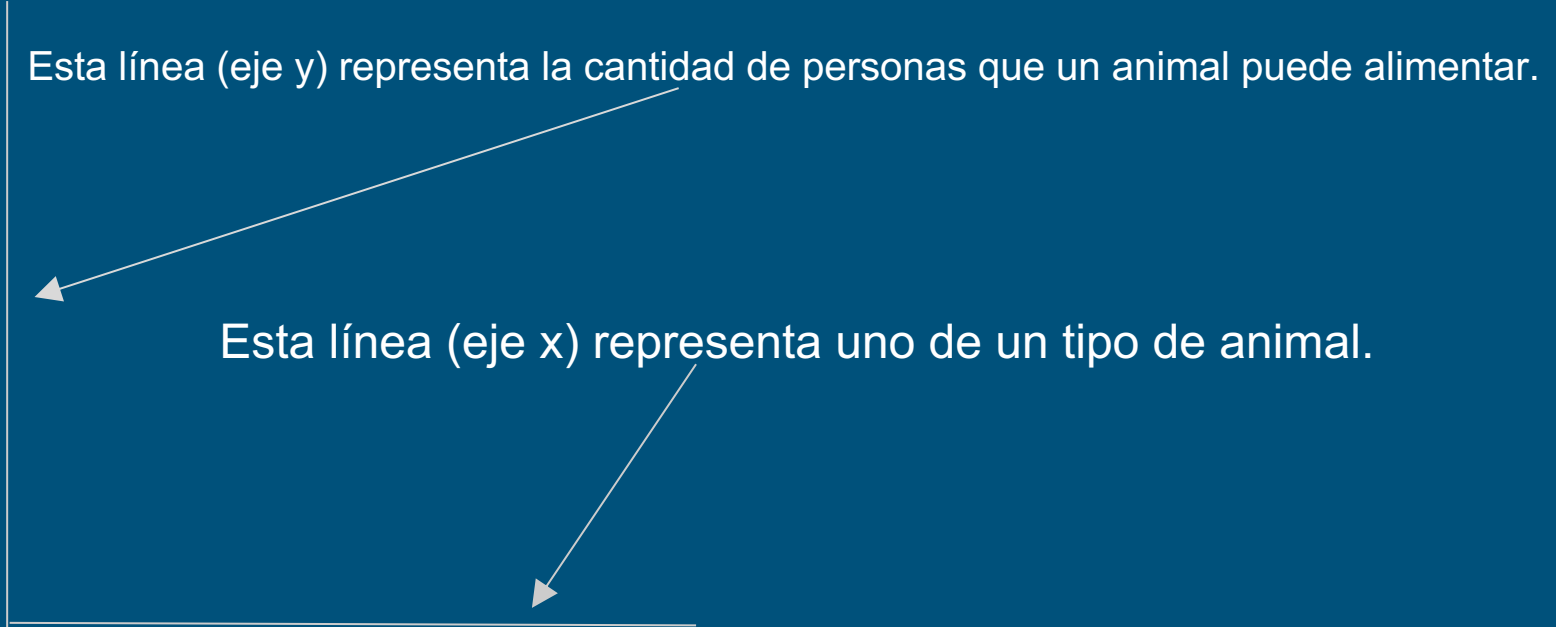 Esta línea (eje y) representa la cantidad de personas que un animal puede alimentar.
Esta línea (eje x) representa uno de un tipo de animal.